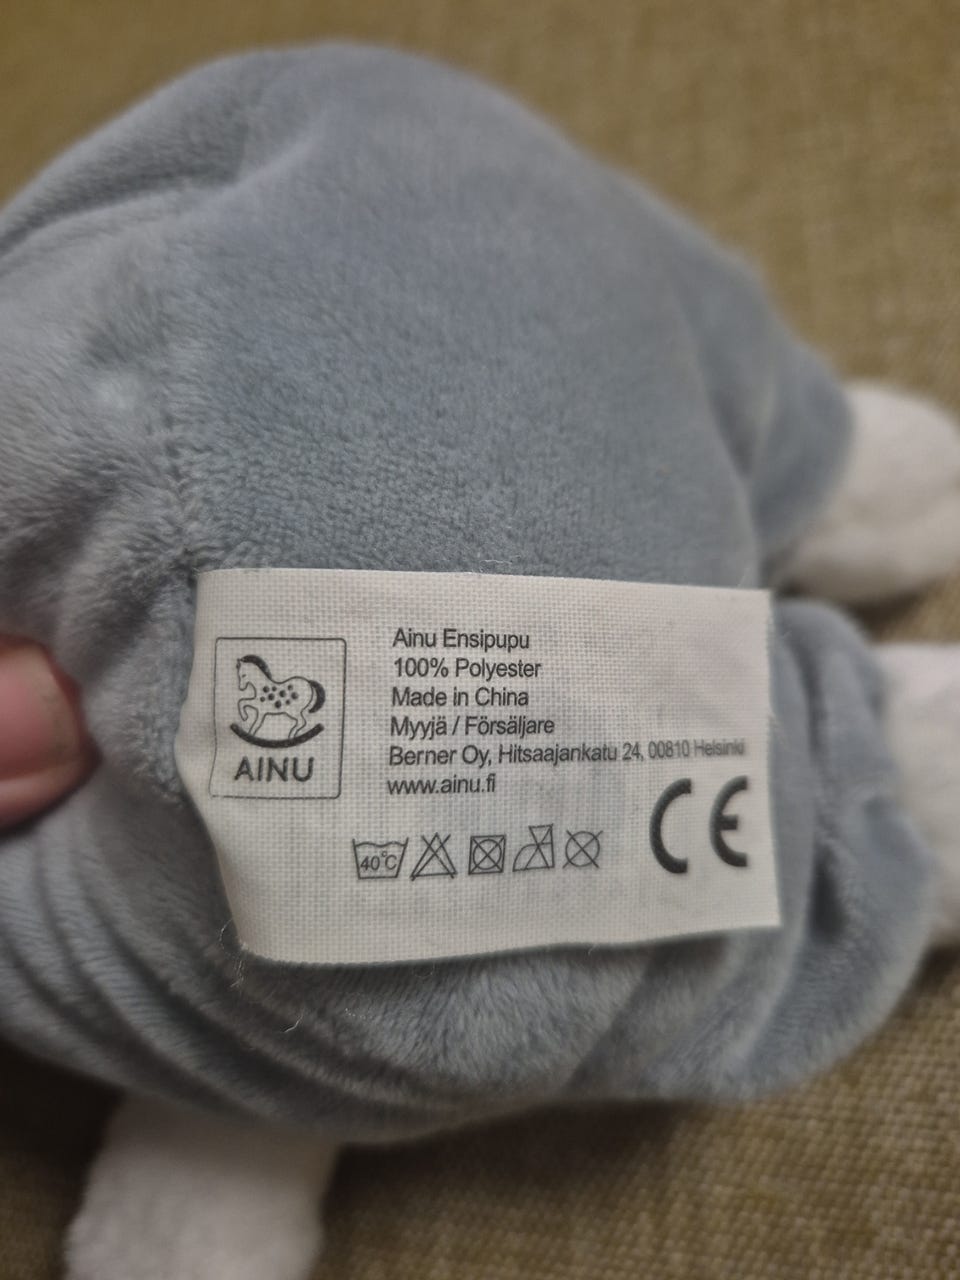 AINU
Ainu Ensipupu
100% Polyester
Made in China
Myyjä / Försäljare
Berner Oy, Hitsaajankatu 24, 00810 Helsinki
www.ainu.fi
40°C
CE